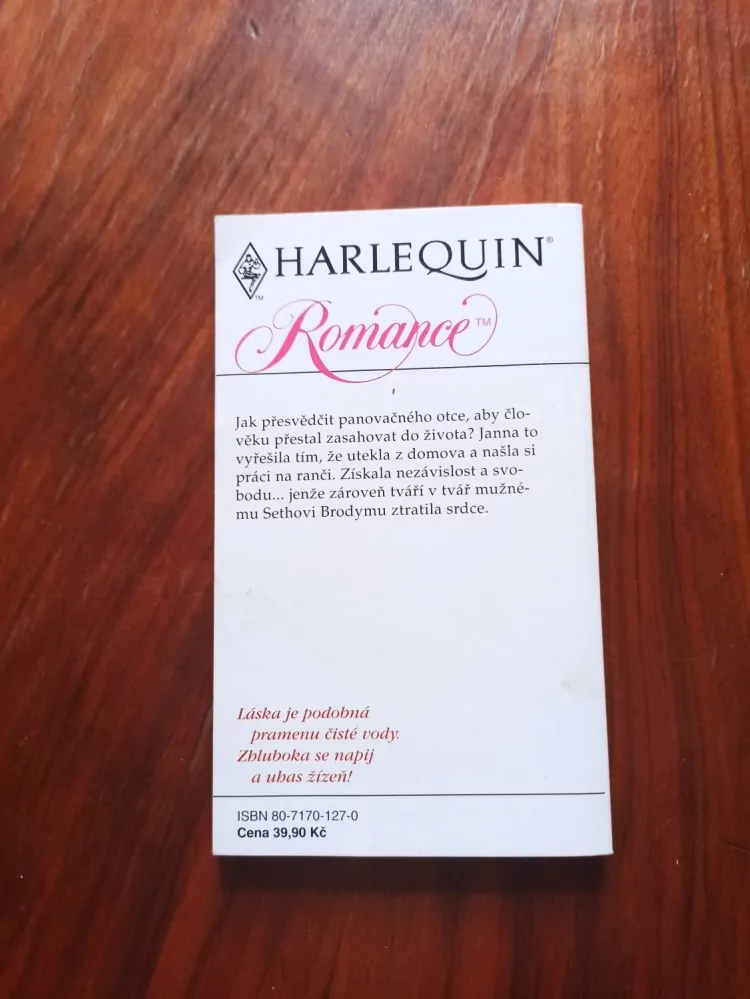 HARLEQUIN®
TM
Romance™
Jak přesvědčit panovačného otce, aby člo-
věku přestal zasahovat do života? Janna to
vyřešila tím, že utekla z domova a našla si
práci na ranči. Získala nezávislost a svo-
bodu... jenže zároveň tváří v tvář mužné-
mu Sethovi Brodymu ztratila srdce.
Láska je podobná
pramenu čisté vody.
Zhluboka se napij
a uhas žízeň!
ISBN 80-7170-127-0
Cena 39,90 Kč